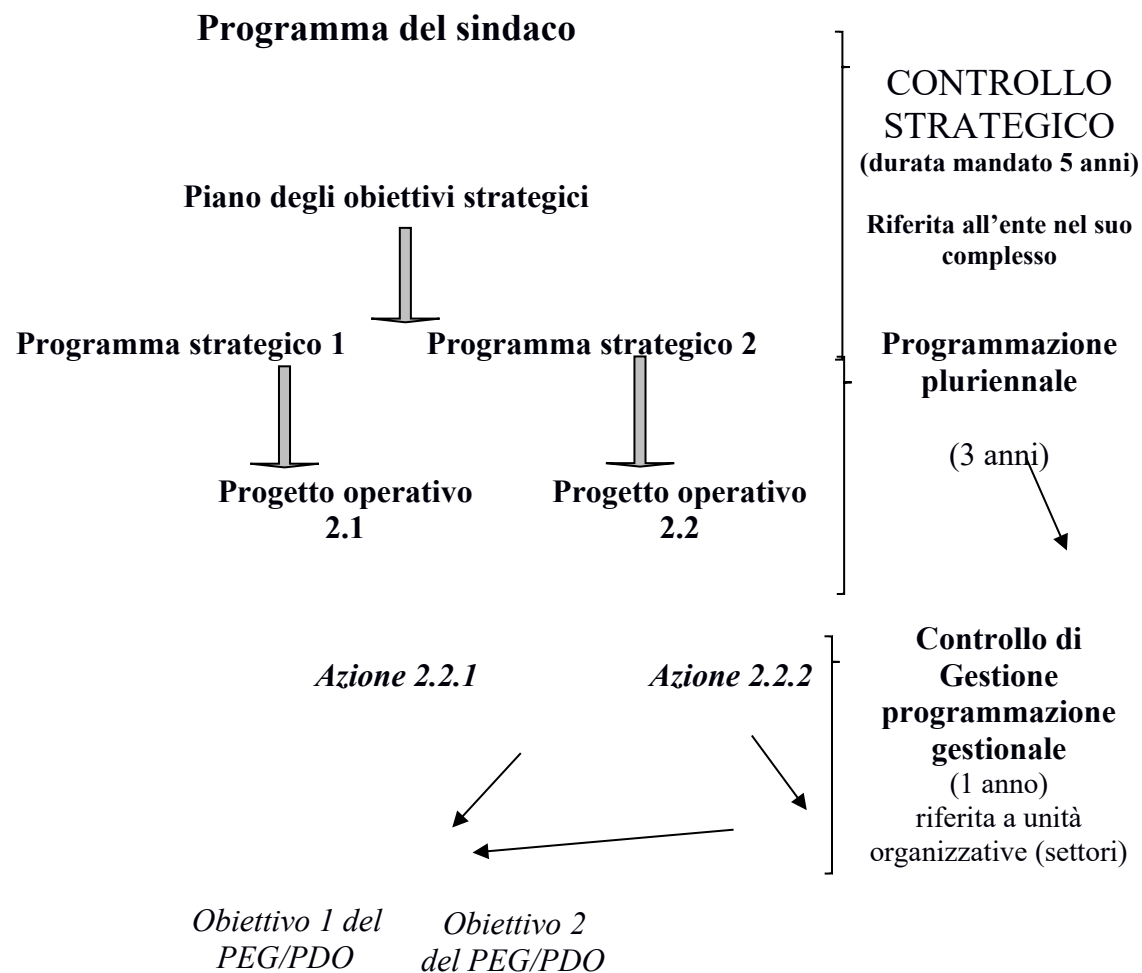 Programma del sindaco
CONTROLLO
STRATEGICO
(durata mandato 5 anni)
Piano degli obiettivi strategici
Riferita all’ente nel suo
complesso
Programma strategico 1
Programma strategico 2
Programmazione
pluriennale
(3 anni)
Progetto operativo
2.1
Progetto operativo
2.2
Azione 2.2.1
Azione 2.2.2
Controllo di
Gestione
programmazione
gestionale
(1 anno)
riferita a unità
organizzative (settori)
Obiettivo 1 del
PEG/PDO
Obiettivo 2
del PEG/PDO